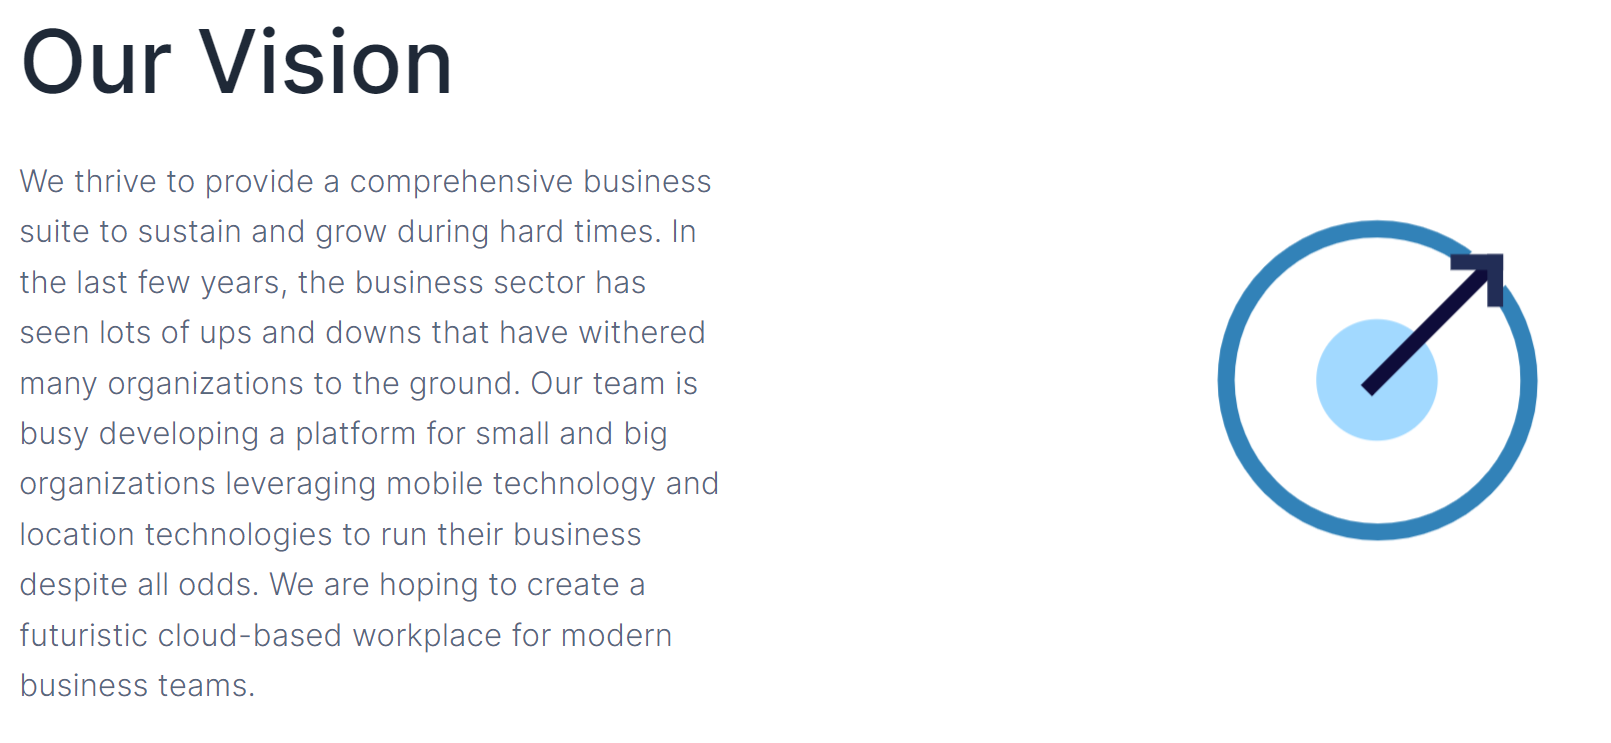 Our Vision
We thrive to provide a comprehensive business
suite to sustain and grow during hard times. In
the last few years, the business sector has
seen lots of ups and downs that have withered
many organizations to the ground. Our team is
busy developing a platform for small and big
organizations leveraging mobile technology and
location technologies to run their business
despite all odds. We are hoping to create a
futuristic cloud-based workplace for modern
business teams.